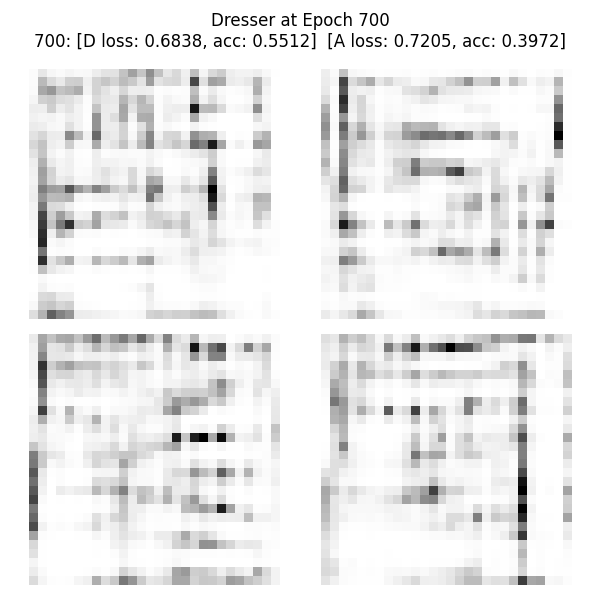 Dresser at Epoch 700
700: [D loss: 0.6838, acc: 0.5512]  [A loss: 0.7205, acc: 0.3972]